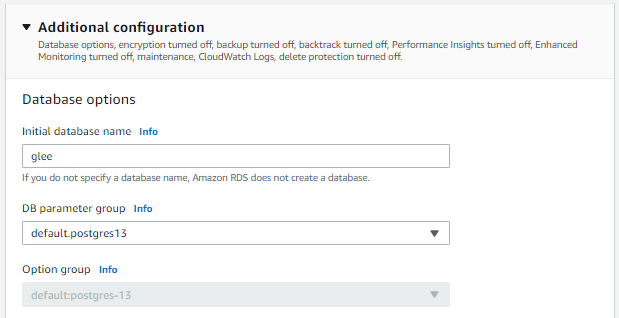 Additional configuration
Database options, encryption turned off, backup turned off, backtrack turned off, Performance Insights turned off, Enhanced
Monitoring turned off, maintenance, CloudWatch Logs, delete protection turned off.
Database options
Initial database name Info
glee
If you do not specify a database name, Amazon RDS does not create a database.
DB parameter group Info
default.postgres13
Option group Info
default:postgres-13